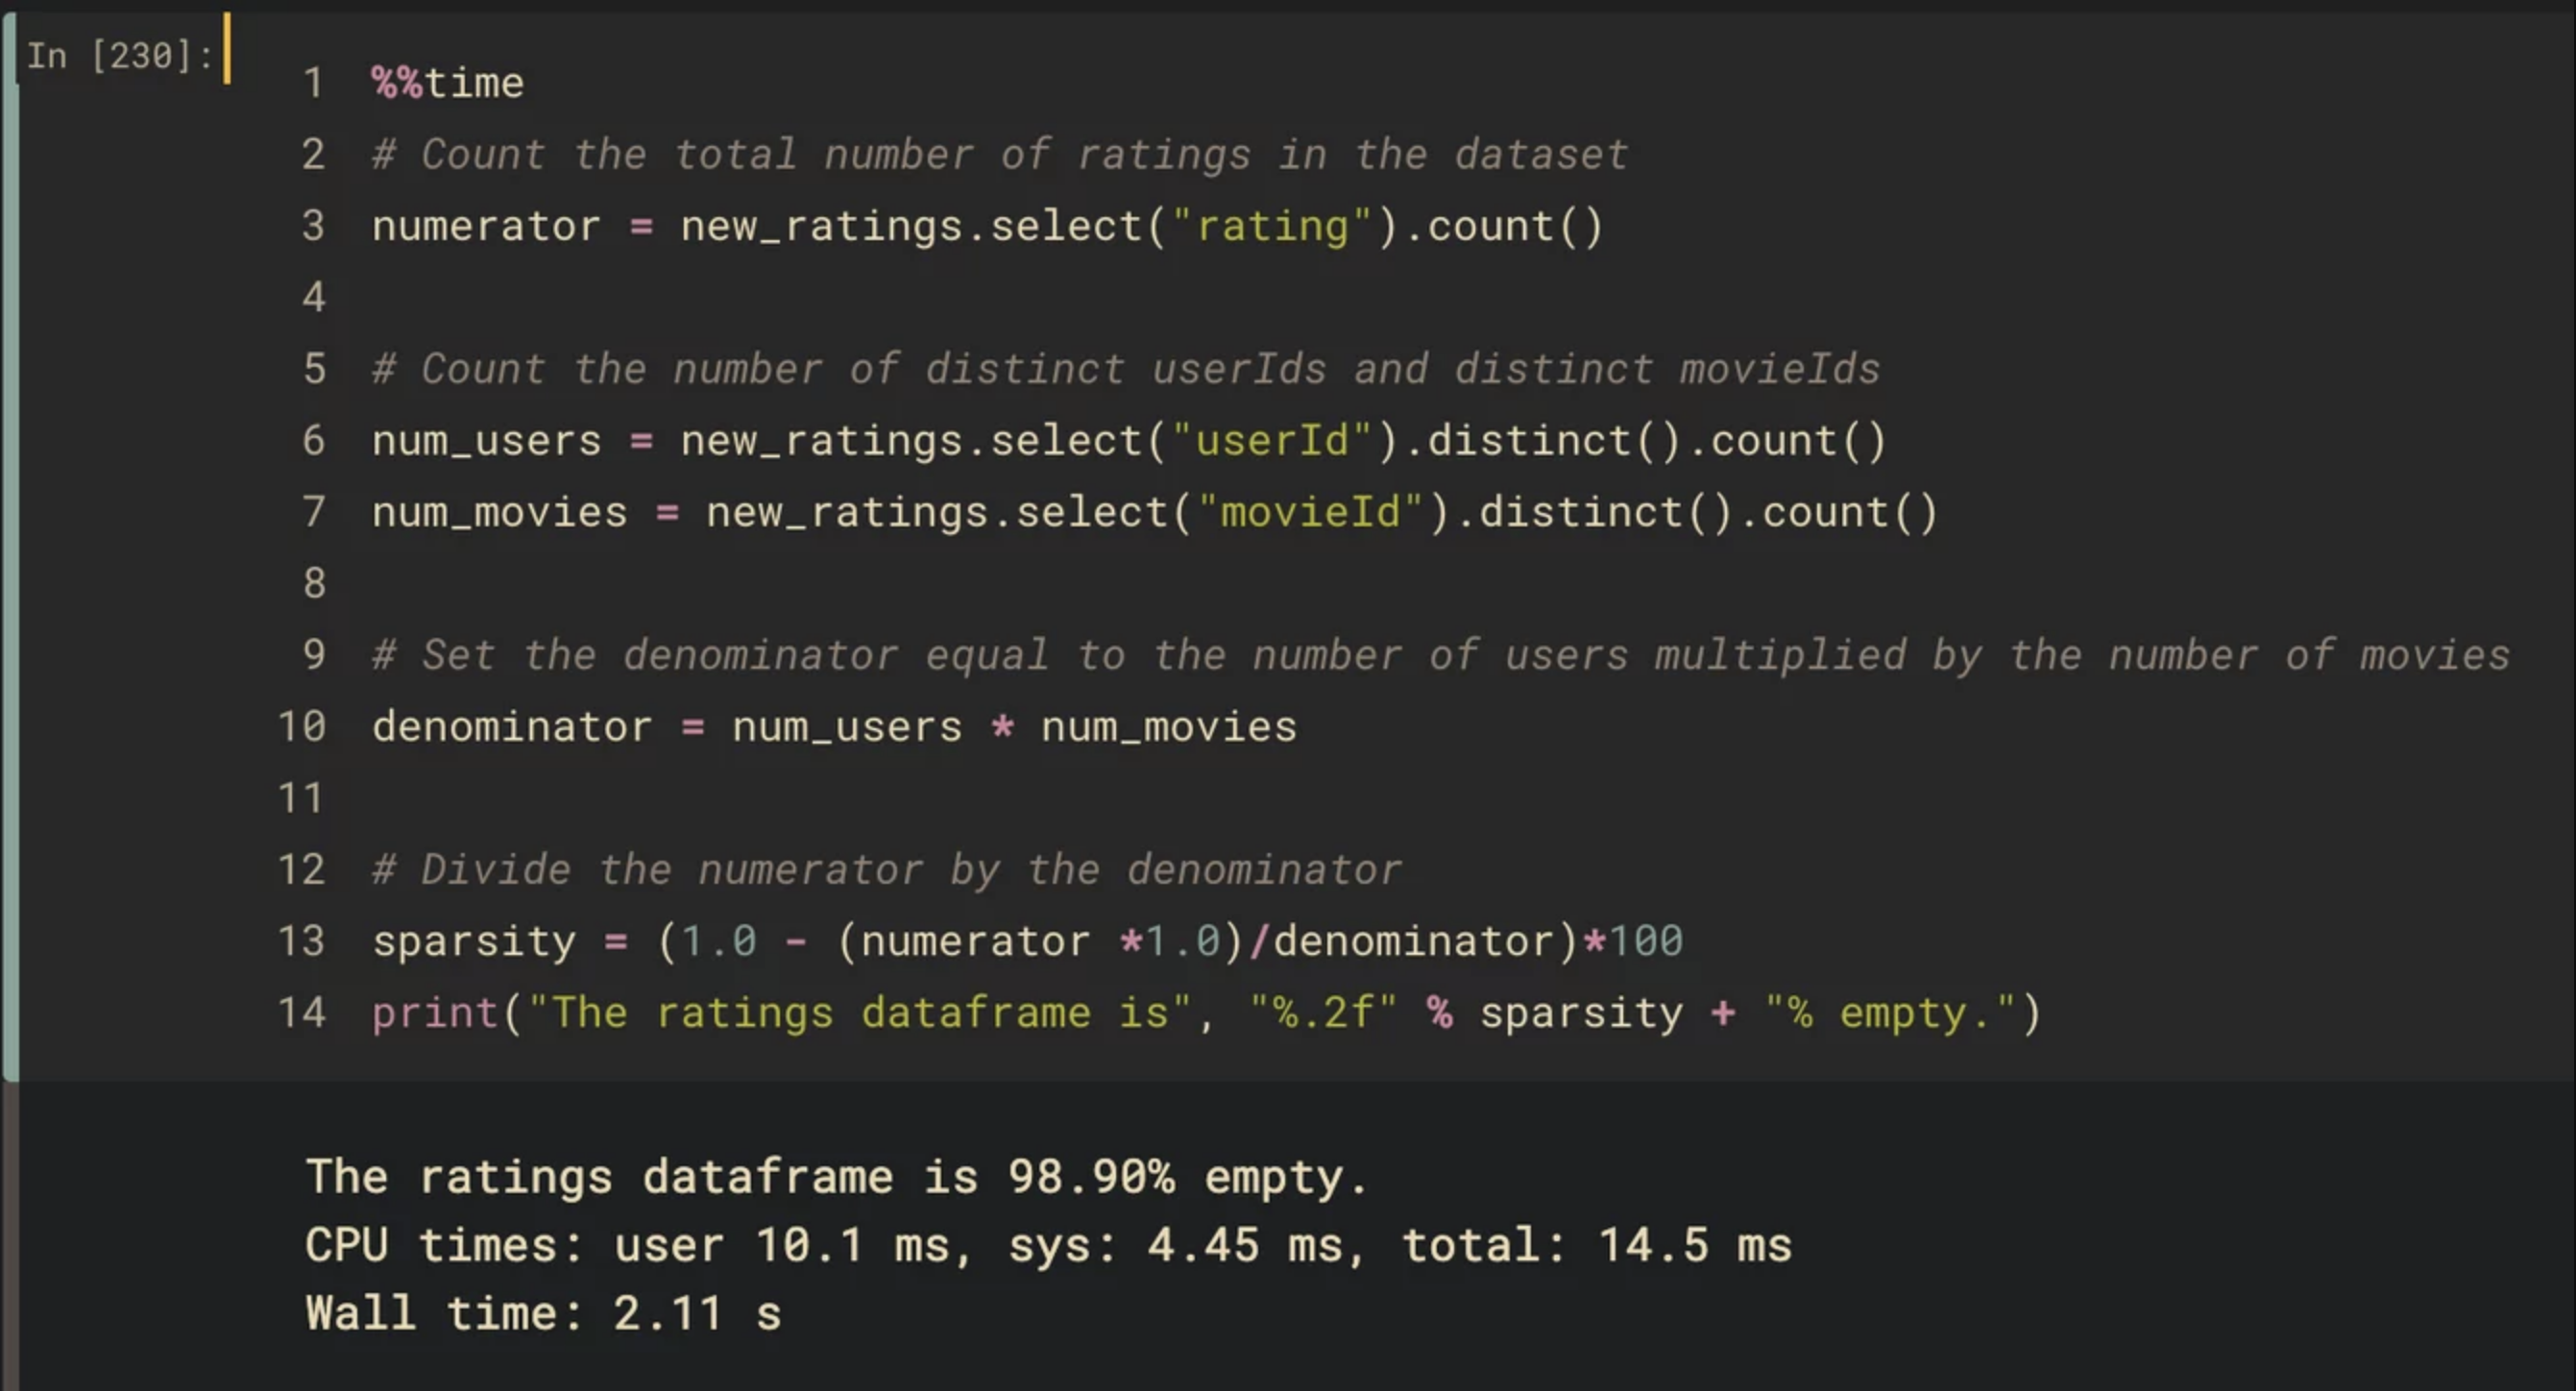 In [230]:
1 %%time
2 # Count the total number of ratings in the dataset
3 numerator = new_ratings.select("rating").count()
4
5 # Count the number of distinct userIds and distinct movieIds
6 num_users = new_ratings.select("userId").distinct().count()
7 num_movies = new_ratings.select("movieId").distinct().count()
8
9 # Set the denominator equal to the number of users multiplied by the number of movies
10 denominator = num_users * num_movies
11
12 # Divide the numerator by the denominator
13 sparsity = (1.0 - (numerator *1.0)/denominator)*100
14 print("The ratings dataframe is", "%.2f" % sparsity + "% empty.")
The ratings dataframe is 98.90% empty.
CPU times: user 10.1 ms, sys: 4.45 ms, total: 14.5 ms
Wall time: 2.11 s